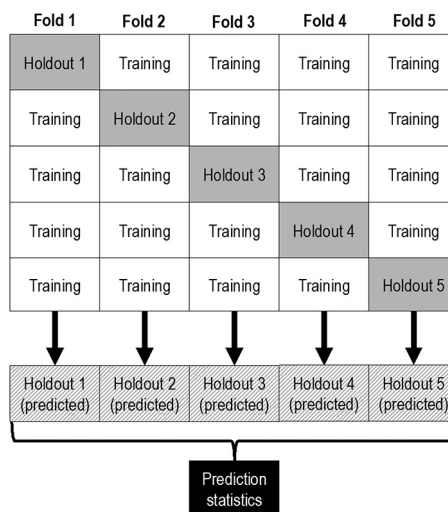 Fold 1 Fold 2 Fold 3 Fold 4 Fold 5
Holdout 1 Training Training Training Training
Training Holdout 2 Training Training Training
Training Training Holdout 3 Training Training
Training Training Training Holdout 4 Training
Training Training Training Training Holdout 5
Holdout 1 Holdout 2 Holdout 3 Holdout 4 Holdout 5
(predicted) (predicted) (predicted) (predicted) (predicted)
Prediction
statistics